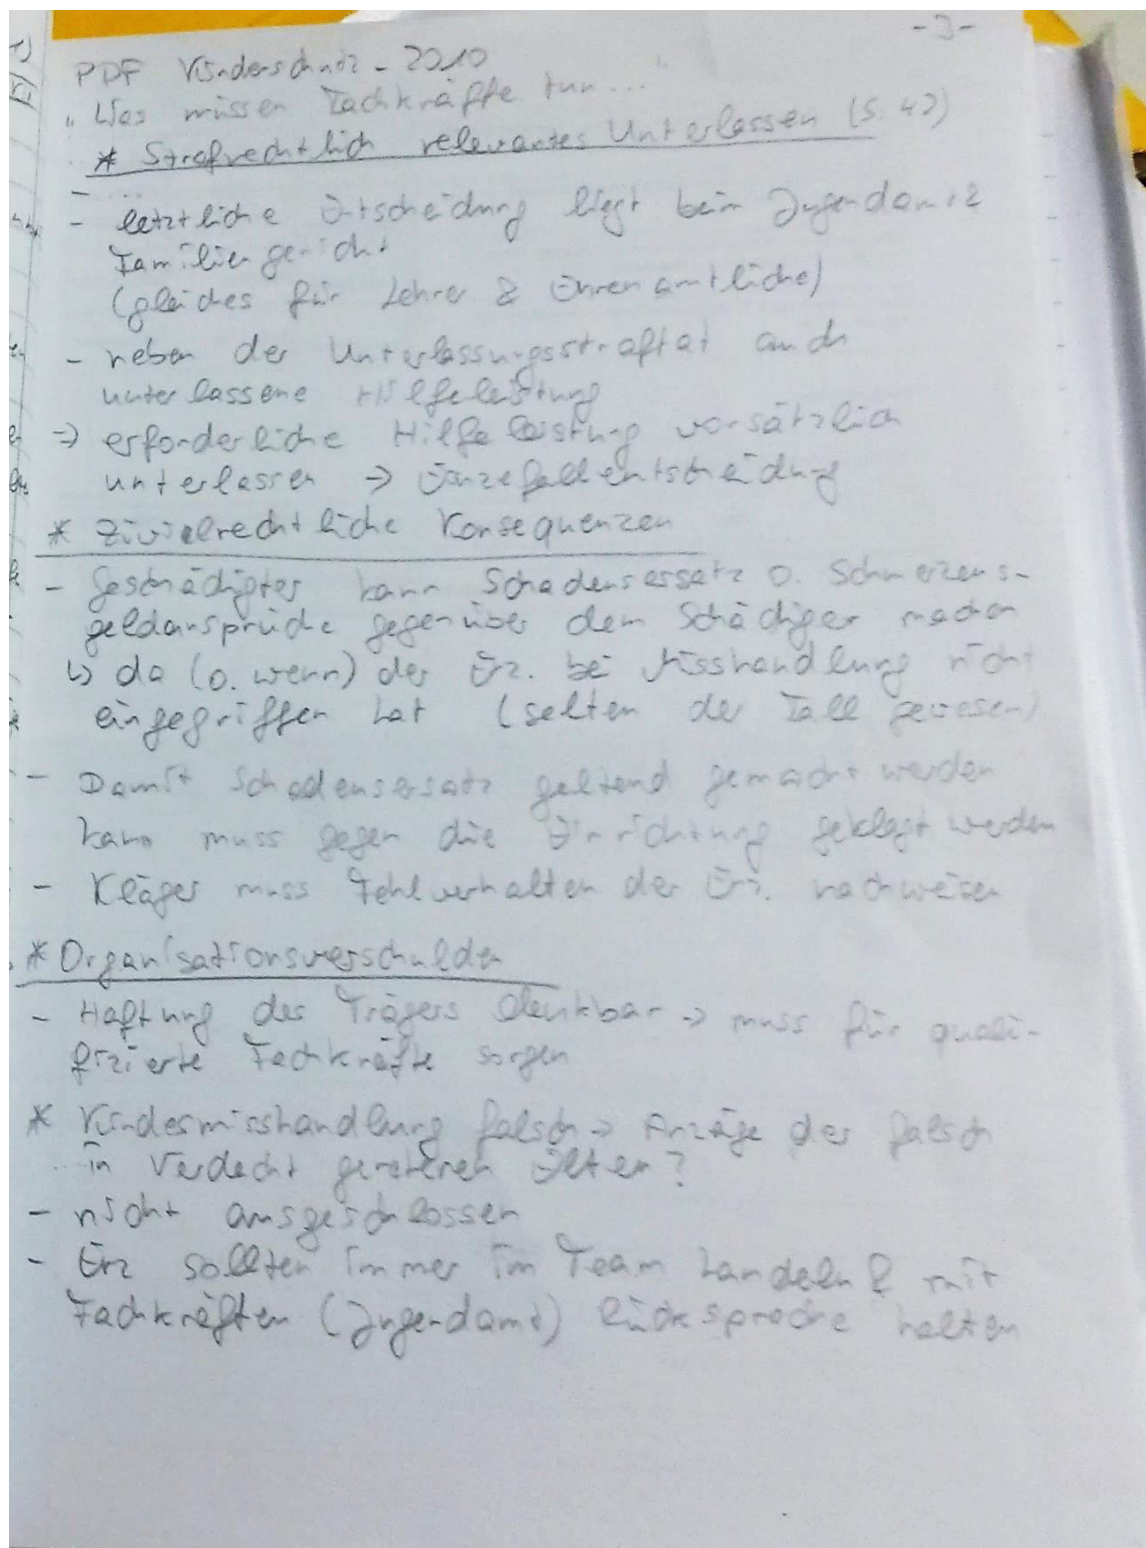 -3-
PDF Kinderschutz - 2010
"Was müssen Fachkräfte tun..."
* Strafrechtlich relevantes Unterlassen (S. 42)
- ...
- letztliche Entscheidung liegt beim Jugendamt &
Familiengericht
(gleiches für Lehrer & Ehrenamtliche)
- neben der Unterlassungsstraftat auch
unterlassene Hilfeleistung
=> erforderliche Hilfeleistung vorsätzlich
unterlassen -> Einzefallentscheidung
* Zivielrechtliche Konsequenzen
- Geschädigter kann Schadensersatz o. Schmerzens-
geldansprüche gegenüber dem Schädiger machen
↳ da (o. wenn) der Erz. bei Misshandlung nicht
eingegriffen hat (selten der Fall gewesen)
- Damit Schadensersatz geltend gemacht werden
kann muss gegen die Einrichtung geklagt werden
- Kläger muss Fehlverhalten der Erz. nachweisen
* Organisationsverschulden
- Haftung des Trägers denkbar -> muss für quali-
fizierte Fachkräfte sorgen
* Kindesmisshandlung falsch -> Anzeige der falsch
in Verdacht geratenen Eltern?
- nicht ausgeschlossen
- Erz sollten immer im Team handeln & mit
Fachkräften (Jugendamt) Rücksprache halten